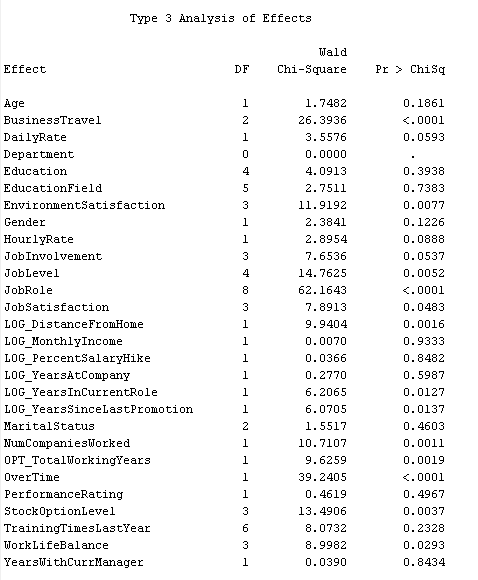 Type 3 Analysis of Effects
Wald
Effect DF Chi-Square Pr > ChiSq
Age 1 1.7482 0.1861
BusinessTravel 2 26.3936 <.0001
DailyRate 1 3.5576 0.0593
Department 0 0.0000 .
Education 4 4.0913 0.3938
EducationField 5 2.7511 0.7383
EnvironmentSatisfaction 3 11.9192 0.0077
Gender 1 2.3841 0.1226
HourlyRate 1 2.8954 0.0888
JobInvolvement 3 7.6536 0.0537
JobLevel 4 14.7625 0.0052
JobRole 8 62.1643 <.0001
JobSatisfaction 3 7.8913 0.0483
LOG_DistanceFromHome 1 9.9404 0.0016
LOG_MonthlyIncome 1 0.0070 0.9333
LOG_PercentSalaryHike 1 0.0366 0.8482
LOG_YearsAtCompany 1 0.2770 0.5987
LOG_YearsInCurrentRole 1 6.2065 0.0127
LOG_YearsSinceLastPromotion 1 6.0705 0.0137
MaritalStatus 2 1.5517 0.4603
NumCompaniesWorked 1 10.7107 0.0011
OPT_TotalWorkingYears 1 9.6259 0.0019
OverTime 1 39.2405 <.0001
PerformanceRating 1 0.4619 0.4967
StockOptionLevel 3 13.4906 0.0037
TrainingTimesLastYear 6 8.0732 0.2328
WorkLifeBalance 3 8.9982 0.0293
YearsWithCurrManager 1 0.0390 0.8434